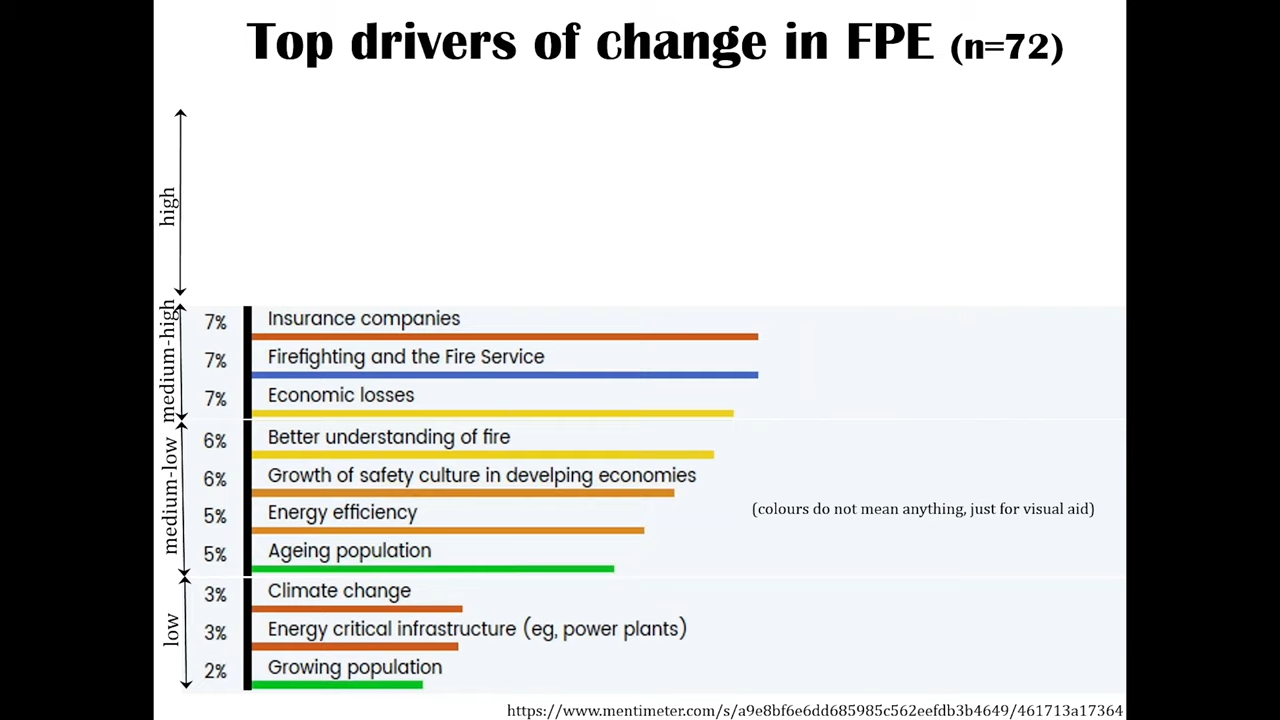 Top drivers of change in FPE (n=72)
high
medium-high
7% Insurance companies
7% Firefighting and the Fire Service
7% Economic losses
medium-low
6% Better understanding of fire
6% Growth of safety culture in develping economies
5% Energy efficiency
(colours do not mean anything, just for visual aid)
5% Ageing population
low
3% Climate change
3% Energy critical infrastructure (eg, power plants)
2% Growing population
https://www.mentimeter.com/s/a9e8bf6e6dd685985c562eefdb3b4649/461713a17364